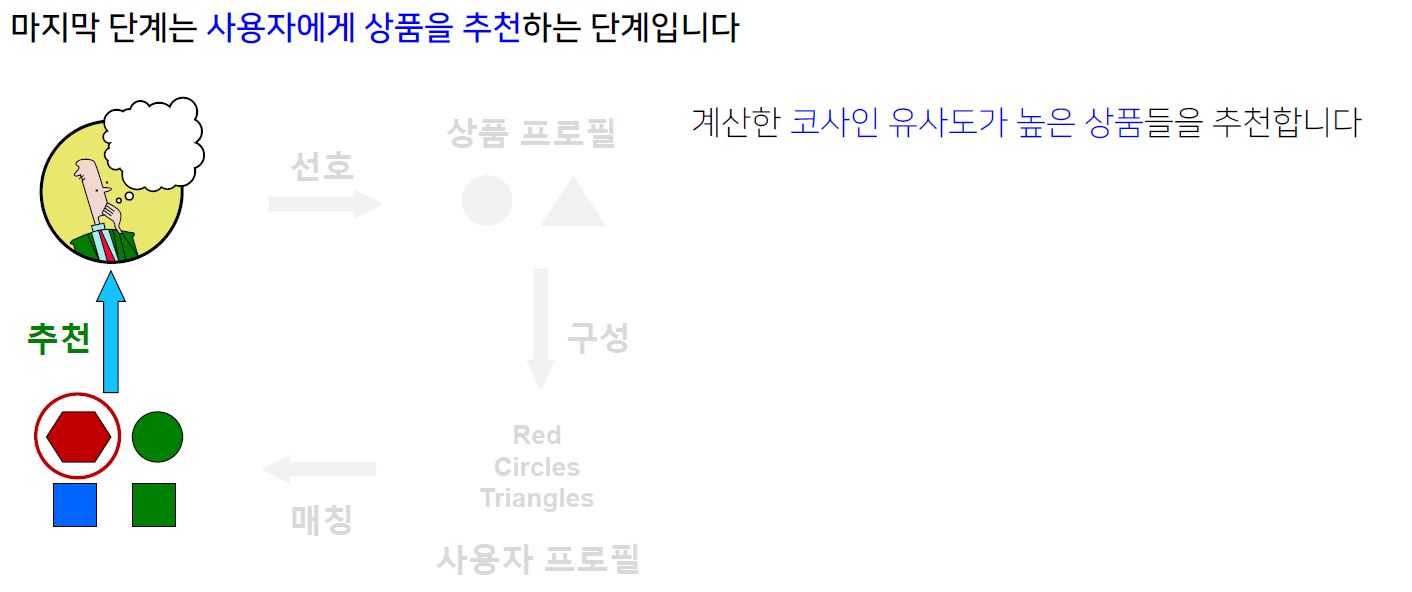 마지막 단계는 사용자에게 상품을 추천하는 단계입니다
계산한 코사인 유사도가 높은 상품들을 추천합니다
상품 프로필
선호
추천
구성
Red
Circles
Triangles
매칭
사용자 프로필